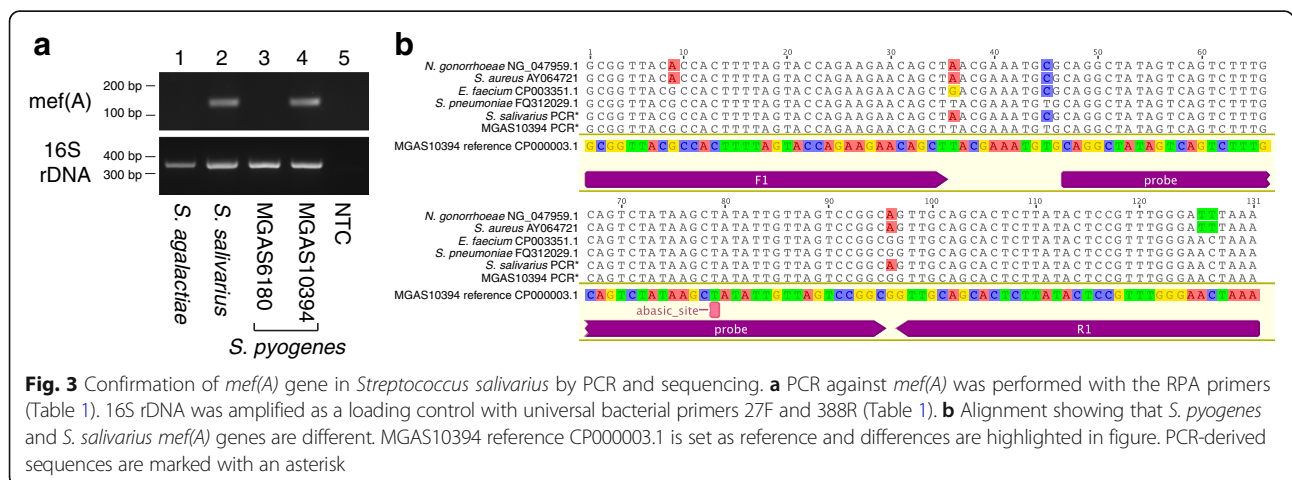 a
1 2 3 4 5
200 bp
100 bp
mef(A)
400 bp
300 bp
16S
rDNA
S. agalactiae
S. salivarius
MGAS6180
MGAS10394
NTC
S. pyogenes
b
1 10 20 30 40 50 60
N. gonorrhoeae NG_047959.1 GCGGTTACACCACTTTTAGTACCAGAAGAACAGCTAACGAAATGCGCAGGCTATAGTCAGTCTTTG
S. aureus AY064721 GCGGTTACACCACTTTTAGTACCAGAAGAACAGCTAACGAAATGCGCAGGCTATAGTCAGTCTTTG
E. faecium CP003351.1 GCGGTTACGCCACTTTTAGTACCAGAAGAACAGCTGACGAAATGCGCAGGCTATAGTCAGTCTTTG
S. pneumoniae FQ312029.1 GCGGTTACGCCACTTTTAGTACCAGAAGAACAGCTTACGAAATGTGCAGGCTATAGTCAGTCTTTG
S. salivarius PCR* GCGGTTACGCCACTTTTAGTACCAGAAGAACAGCTAACGAAATGCGCAGGCTATAGTCAGTCTTTG
MGAS10394 PCR* GCGGTTACGCCACTTTTAGTACCAGAAGAACAGCTTACGAAATGTGCAGGCTATAGTCAGTCTTTG
MGAS10394 reference CP000003.1 GCGGTTACGCCACTTTTAGTACCAGAAGAACAGCTTACGAAATGTGCAGGCTATAGTCAGTCTTTG
F1 probe
70 80 90 100 110 120 131
N. gonorrhoeae NG_047959.1 CAGTCTATAAGCTATATTGTTAGTCCGGCAGTTGCAGCACTCTTATACTCCGTTTGGGATTTAAA
S. aureus AY064721 CAGTCTATAAGCTATATTGTTAGTCCGGCAGTTGCAGCACTCTTATACTCCGTTTGGGATTTAAA
E. faecium CP003351.1 CAGTCTATAAGCTATATTGTTAGTCCGGCGGTTGCAGCACTCTTATACTCCGTTTGGGAACTAAA
S. pneumoniae FQ312029.1 CAGTCTATAAGCTATATTGTTAGTCCGGCGGTTGCAGCACTCTTATACTCCGTTTGGGAACTAAA
S. salivarius PCR* CAGTCTATAAGCTATATTGTTAGTCCGGCAGTTGCAGCACTCTTATACTCCGTTTGGGAACTAAA
MGAS10394 PCR* CAGTCTATAAGCTATATTGTTAGTCCGGCGGTTGCAGCACTCTTATACTCCGTTTGGGAACTAAA
MGAS10394 reference CP000003.1 CAGTCTATAAGCTATATTGTTAGTCCGGCGGTTGCAGCACTCTTATACTCCGTTTGGGAACTAAA
abasic_site
probe R1
Fig. 3 Confirmation of mef(A) gene in Streptococcus salivarius by PCR and sequencing. a PCR against mef(A) was performed with the RPA primers
(Table 1). 16S rDNA was amplified as a loading control with universal bacterial primers 27F and 388R (Table 1). b Alignment showing that S. pyogenes
and S. salivarius mef(A) genes are different. MGAS10394 reference CP000003.1 is set as reference and differences are highlighted in figure. PCR-derived
sequences are marked with an asterisk